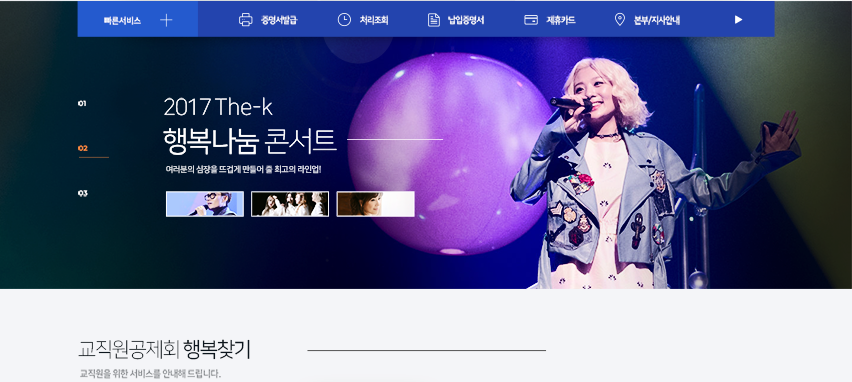 빠른서비스
증명서발급
처리조회
납입증명서
제휴카드
본부/지사안내
01
2017 The-k
행복나눔 콘서트
02
여러분의 심장을 뜨겁게 만들어 줄 최고의 라인업!
03
교직원공제회 행복찾기
교직원을 위한 서비스를 안내해 드립니다.